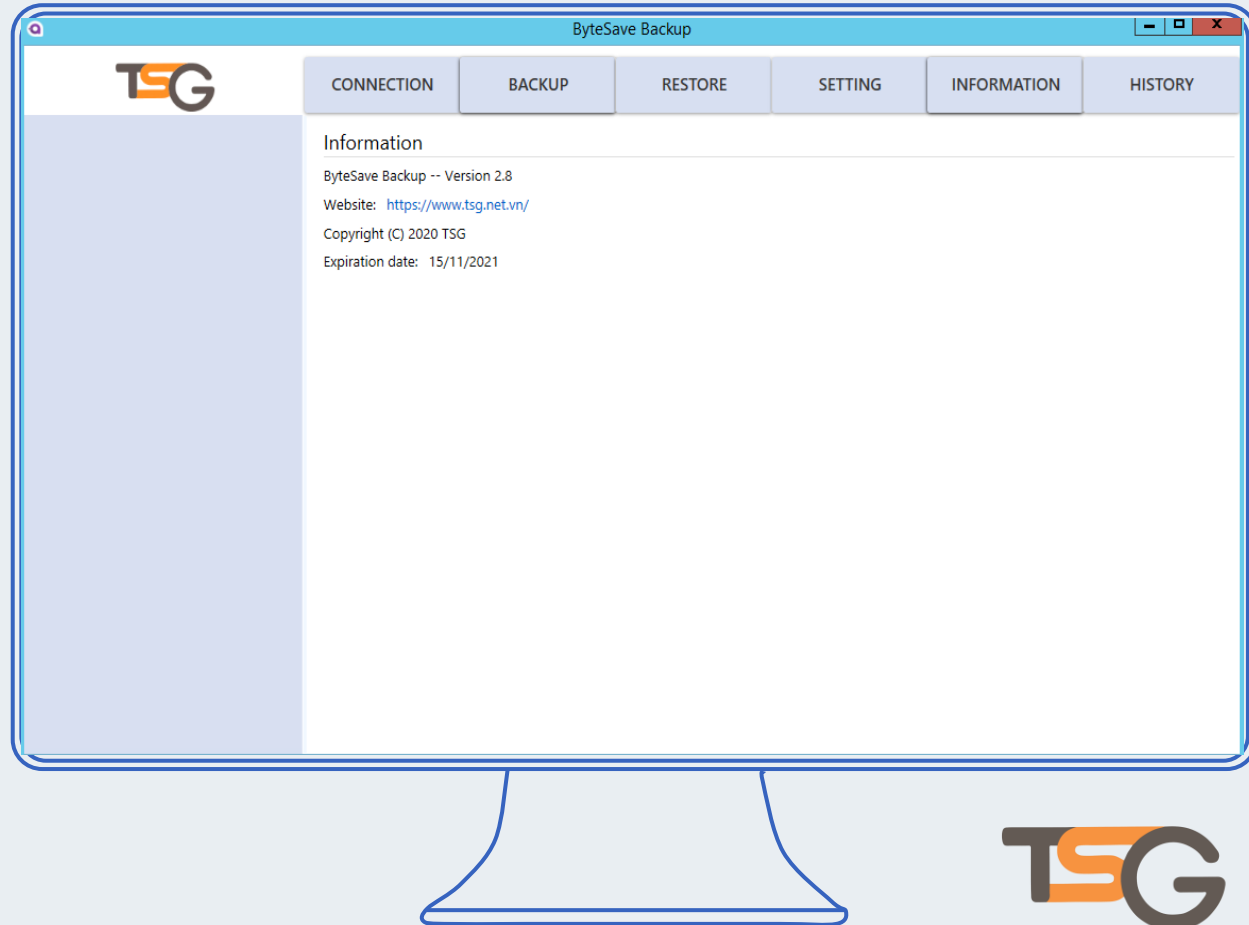 ByteSave Backup
TSG
CONNECTION BACKUP RESTORE SETTING INFORMATION HISTORY
Information
ByteSave Backup -- Version 2.8
Website: https://www.tsg.net.vn/
Copyright (C) 2020 TSG
Expiration date: 15/11/2021
TSG